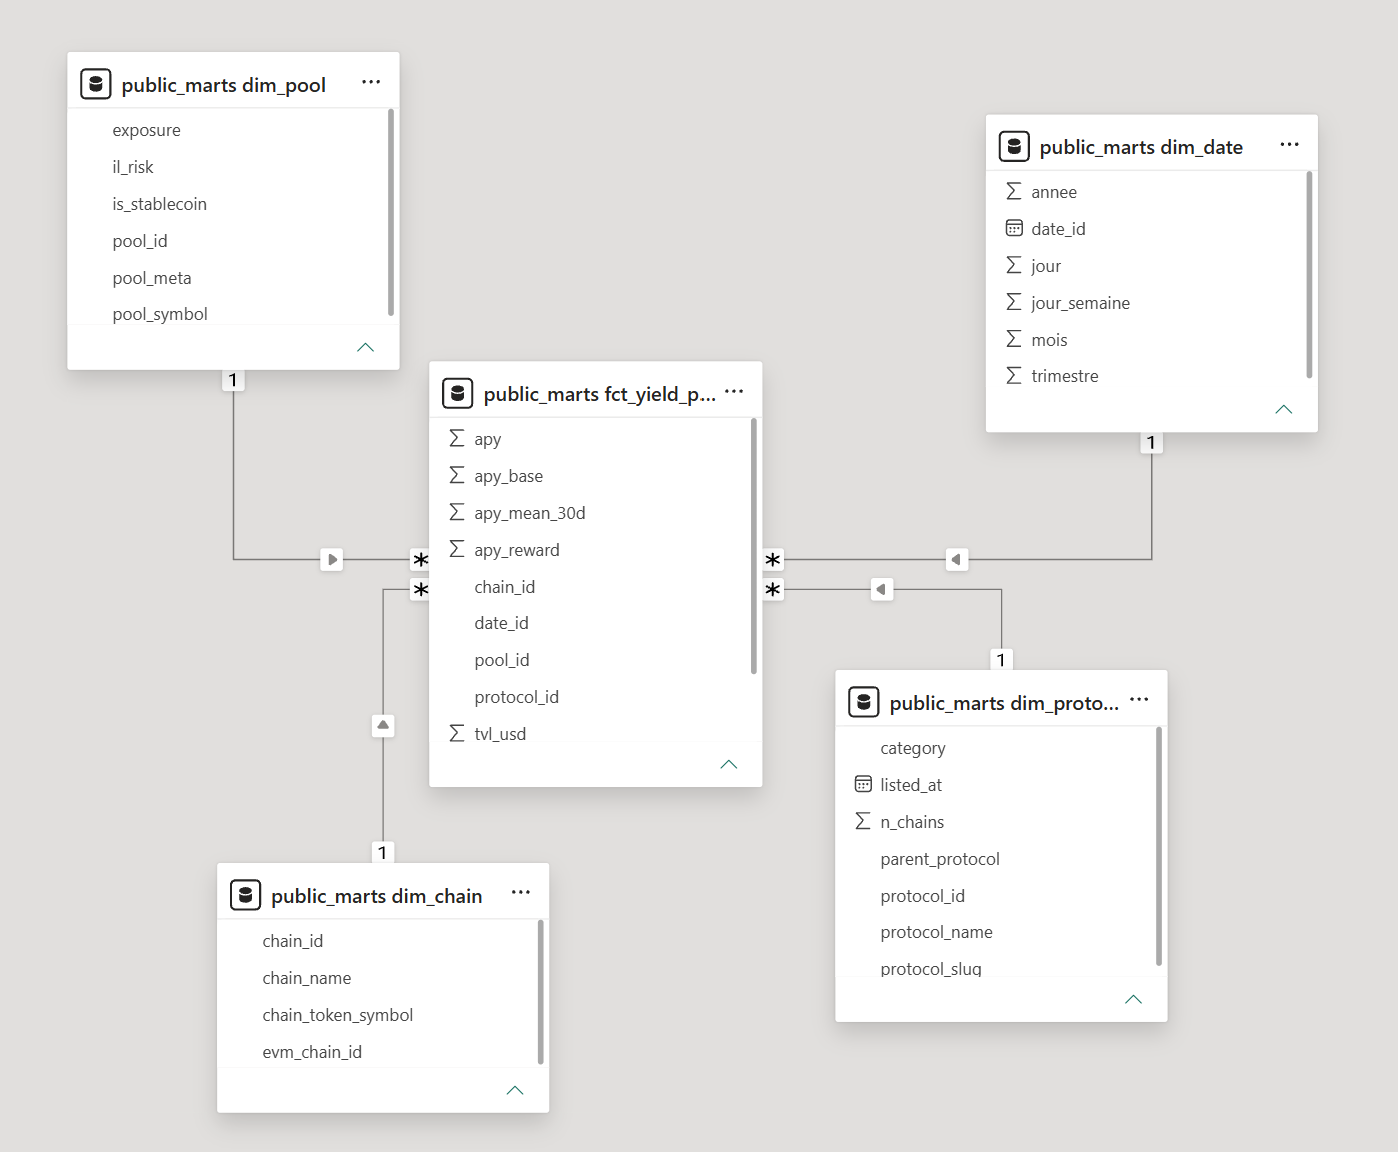 public_marts dim_pool
exposure
il_risk
is_stablecoin
pool_id
pool_meta
pool_symbol
1
public_marts dim_date
annee
date_id
jour
jour_semaine
mois
trimestre
1
public_marts fct_yield_p...
apy
apy_base
apy_mean_30d
apy_reward
chain_id
date_id
pool_id
protocol_id
tvl_usd
*
*
*
*
1
public_marts dim_proto...
category
listed_at
n_chains
parent_protocol
protocol_id
protocol_name
protocol_slug
1
public_marts dim_chain
chain_id
chain_name
chain_token_symbol
evm_chain_id